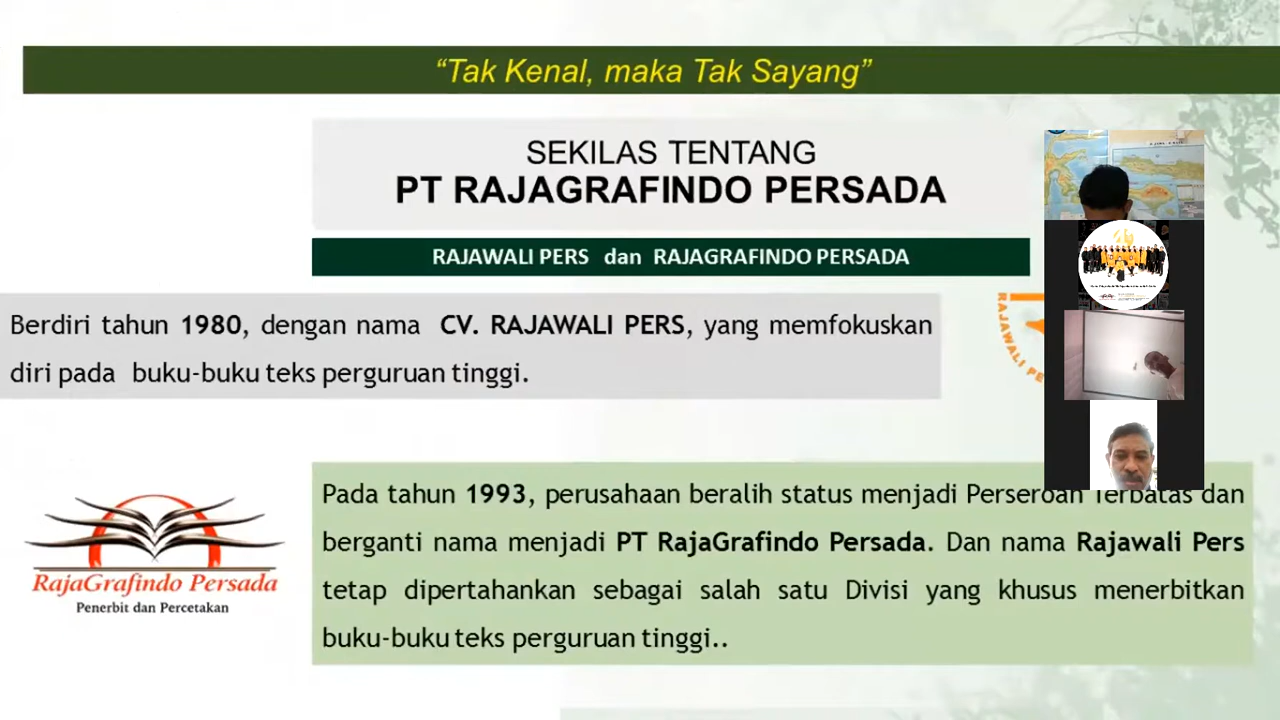 “Tak Kenal, maka Tak Sayang”
SEKILAS TENTANG
PT RAJAGRAFINDO PERSADA
RAJAWALI PERS dan RAJAGRAFINDO PERSADA
Berdiri tahun 1980, dengan nama CV. RAJAWALI PERS, yang memfokuskan
diri pada buku-buku teks perguruan tinggi.
RAJAWALI PE
Pada tahun 1993, perusahaan beralih status menjadi Perseroan Terbatas dan
berganti nama menjadi PT RajaGrafindo Persada. Dan nama Rajawali Pers
tetap dipertahankan sebagai salah satu Divisi yang khusus menerbitkan
buku-buku teks perguruan tinggi..
RajaGrafindo Persada
Penerbit dan Percetakan